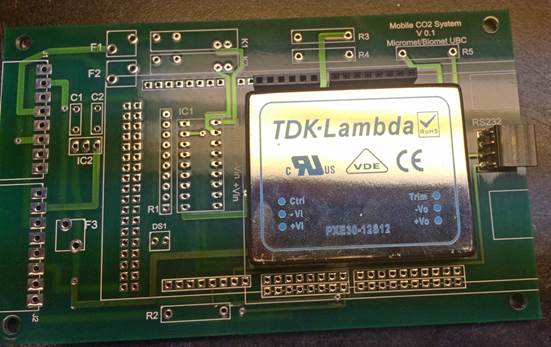 Mobile CO2 System
V 0.1
Micromet/Biomet UBC
F1
K1
R3
R4
R5
F2
C1
C2
IC1
IC2
RS232
TDK-Lambda
RoHS
C
US
VDE
CE
-Vin +Vin
Ctrl
-Vi
+Vi
Trim
-Vo
+Vo
PXE30-12S12
R1
F3
DS1
R2